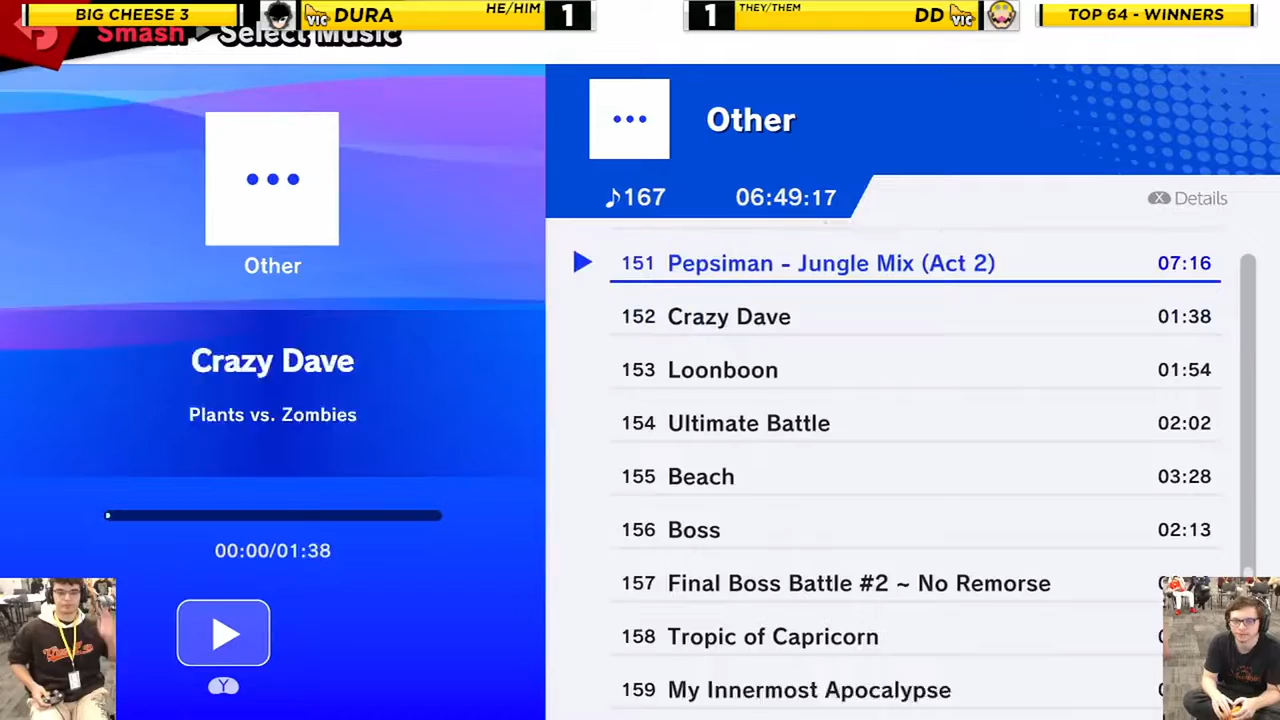 BIG CHEESE 3
VIC DURA
HE/HIM
1
1
THEY/THEM
DD VIC
TOP 64 - WINNERS
Smash
Select Music
Other
Crazy Dave
Plants vs. Zombies
00:00/01:38
Y
Other
167
06:49:17
X Details
151 Pepsiman - Jungle Mix (Act 2) 07:16
152 Crazy Dave 01:38
153 Loonboon 01:54
154 Ultimate Battle 02:02
155 Beach 03:28
156 Boss 02:13
157 Final Boss Battle #2 ~ No Remorse
158 Tropic of Capricorn
159 My Innermost Apocalypse